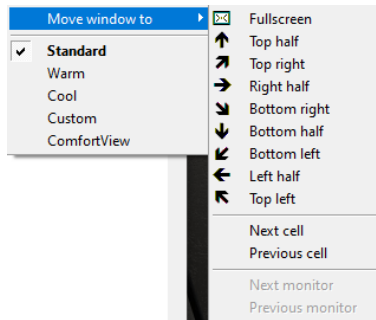 Move window to
Standard
Warm
Cool
Custom
ComfortView
Fullscreen
Top half
Top right
Right half
Bottom right
Bottom half
Bottom left
Left half
Top left
Next cell
Previous cell
Next monitor
Previous monitor